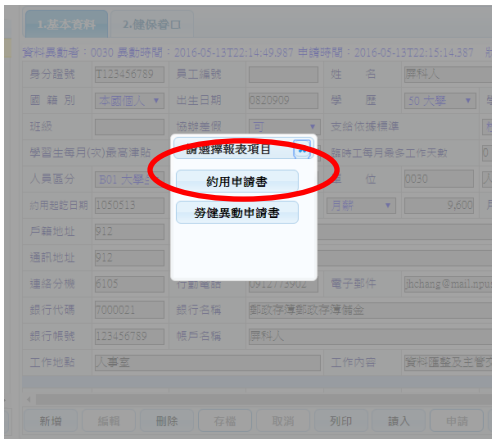 1.基本資料 2.健保眷口
資料異動者：0030 異動時間：2016-05-13T22:14:49.987 申請時間：2016-05-13T22:15:14.387
身分證號 T123456789 員工編號 姓 名 屏科人
國 籍 別 本國個人 出生日期 0820909 學 歷 50 大學
班級 可 支給依據標準
請選擇報表項目
學習生每月(次)最高津貼 臨時工每月最多工作天數 0
約用申請書
人員區分 B01 大學 位 0030
約用起訖日期 1050513 月薪 9,600
勞健異動申請書
戶籍地址 912
通訊地址 912
連絡分機 6105 行動電話 0912773902 電子郵件 jhchang@mail.npus
銀行代碼 7000021 銀行名稱 郵政存簿郵政存簿儲金
銀行帳號 123456789 帳戶名稱 屏科人
工作地點 人事室 工作內容 資料匯整及主管交
新增 編輯 刪除 存檔 取消 列印 讀入 申請